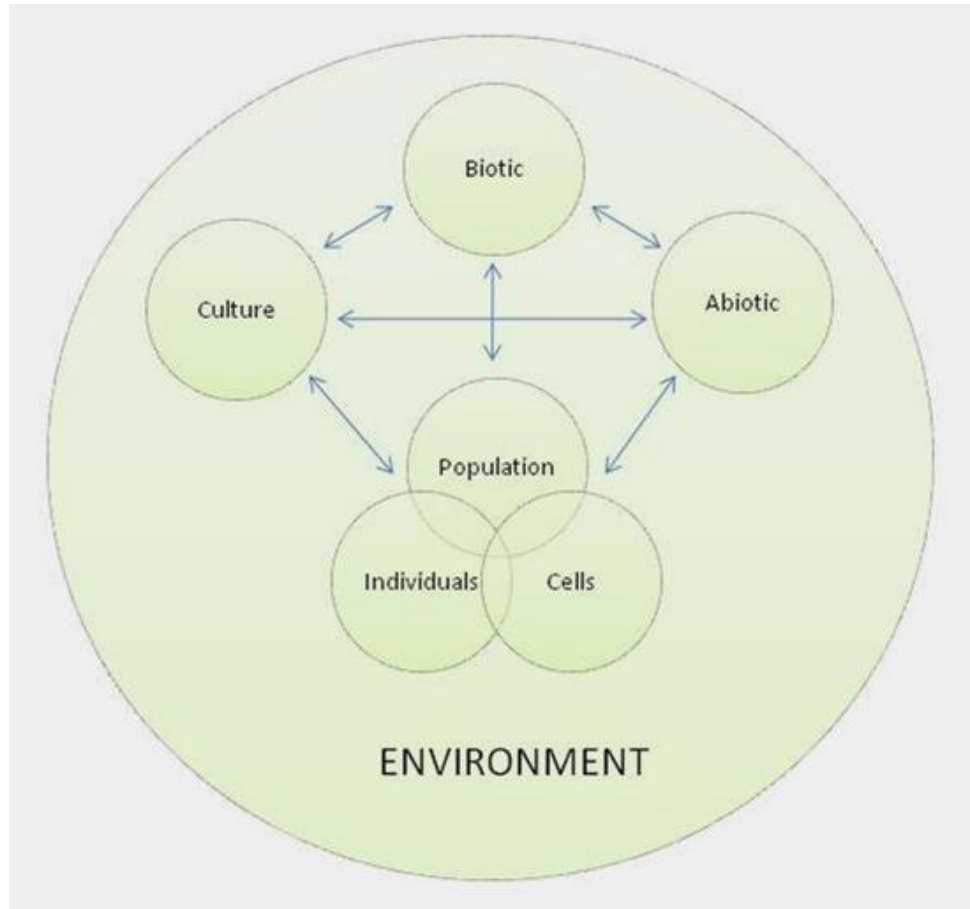 Biotic
Culture
Abiotic
Population
Individuals
Cells
ENVIRONMENT